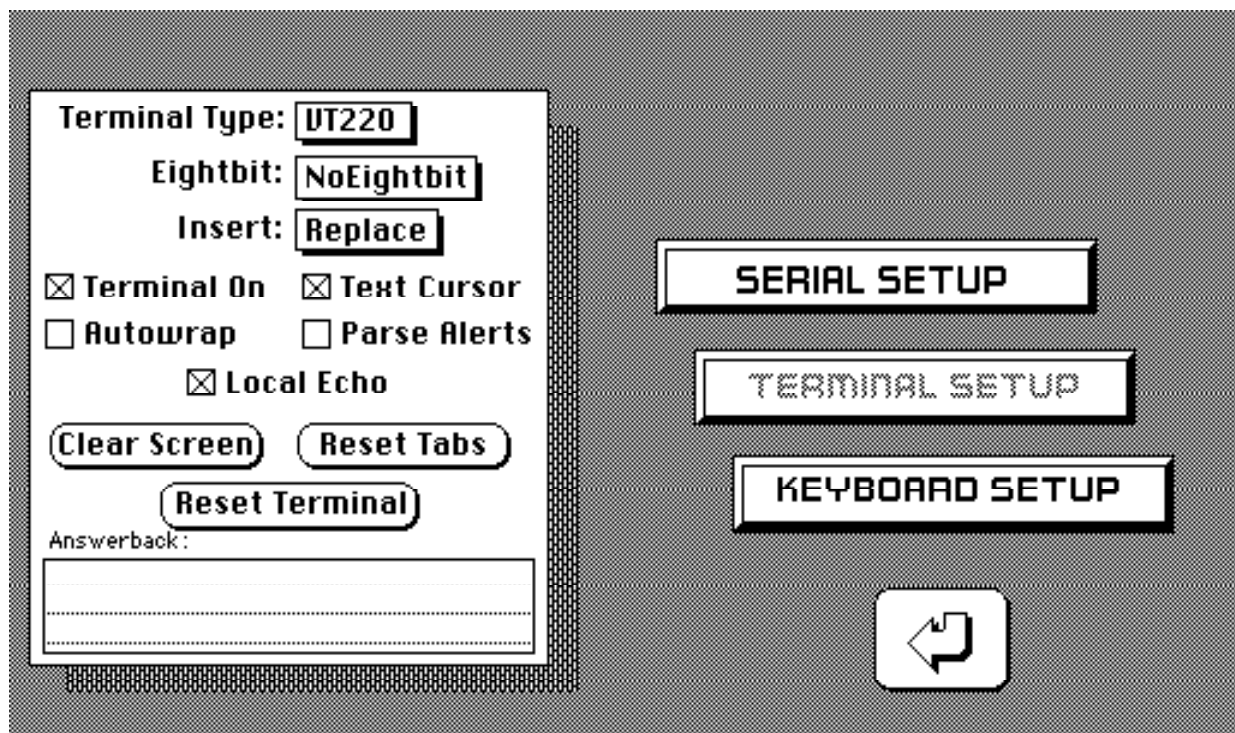 Terminal Type: VT220
Eightbit: NoEightbit
Insert: Replace
Terminal On Text Cursor
Autowrap Parse Alerts
Local Echo
Clear Screen Reset Tabs
Reset Terminal
Answerback:
SERIAL SETUP
TERMINAL SETUP
KEYBOARD SETUP